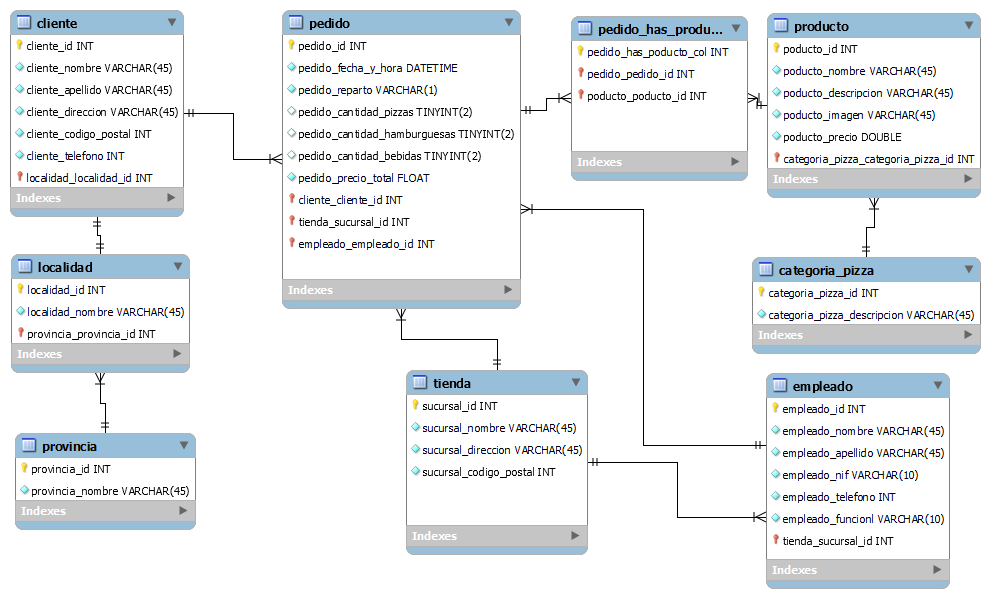 cliente
cliente_id INT
cliente_nombre VARCHAR(45)
cliente_apellido VARCHAR(45)
cliente_direccion VARCHAR(45)
cliente_codigo_postal INT
cliente_telefono INT
localidad_localidad_id INT
Indexes
pedido
pedido_id INT
pedido_fecha_y_hora DATETIME
pedido_reparto VARCHAR(1)
pedido_cantidad_pizzas TINYINT(2)
pedido_cantidad_hamburguesas TINYINT(2)
pedido_cantidad_bebidas TINYINT(2)
pedido_precio_total FLOAT
cliente_cliente_id INT
tienda_sucursal_id INT
empleado_empleado_id INT
Indexes
pedido_has_produ...
pedido_has_poducto_col INT
pedido_pedido_id INT
poducto_poducto_id INT
Indexes
producto
poducto_id INT
poducto_nombre VARCHAR(45)
poducto_descripcion VARCHAR(45)
poducto_imagen VARCHAR(45)
poducto_precio DOUBLE
categoria_pizza_categoria_pizza_id INT
Indexes
localidad
localidad_id INT
localidad_nombre VARCHAR(45)
provincia_provincia_id INT
Indexes
categoria_pizza
categoria_pizza_id INT
categoria_pizza_descripcion VARCHAR(45)
Indexes
provincia
provincia_id INT
provincia_nombre VARCHAR(45)
Indexes
tienda
sucursal_id INT
sucursal_nombre VARCHAR(45)
sucursal_direccion VARCHAR(45)
sucursal_codigo_postal INT
Indexes
empleado
empleado_id INT
empleado_nombre VARCHAR(45)
empleado_apellido VARCHAR(45)
empleado_nif VARCHAR(10)
empleado_telefono INT
empleado_funcionl VARCHAR(10)
tienda_sucursal_id INT
Indexes